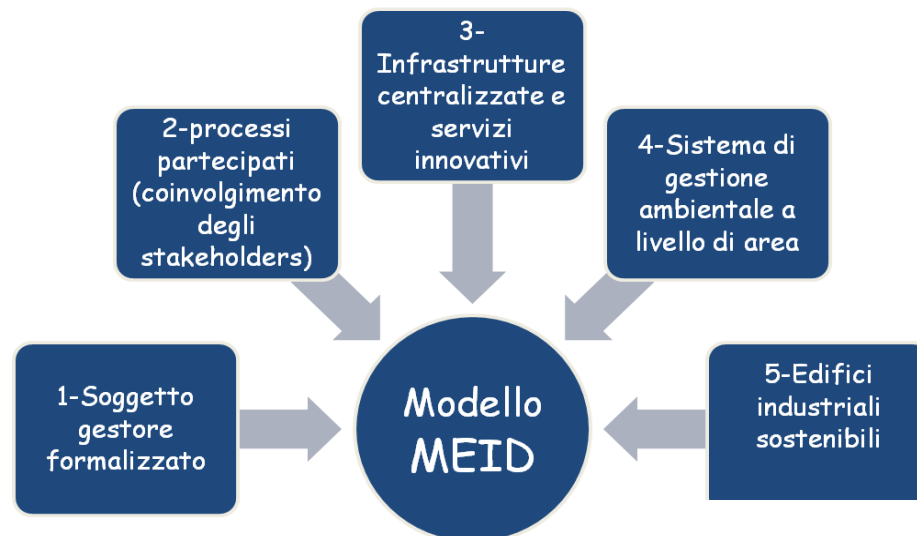 1-Soggetto
gestore
formalizzato
2-processi
partecipati
(coinvolgimento
degli
stakeholders)
3-
Infrastrutture
centralizzate e
servizi
innovativi
4-Sistema di
gestione
ambientale a
livello di area
5-Edifici
industriali
sostenibili
Modello
MEID